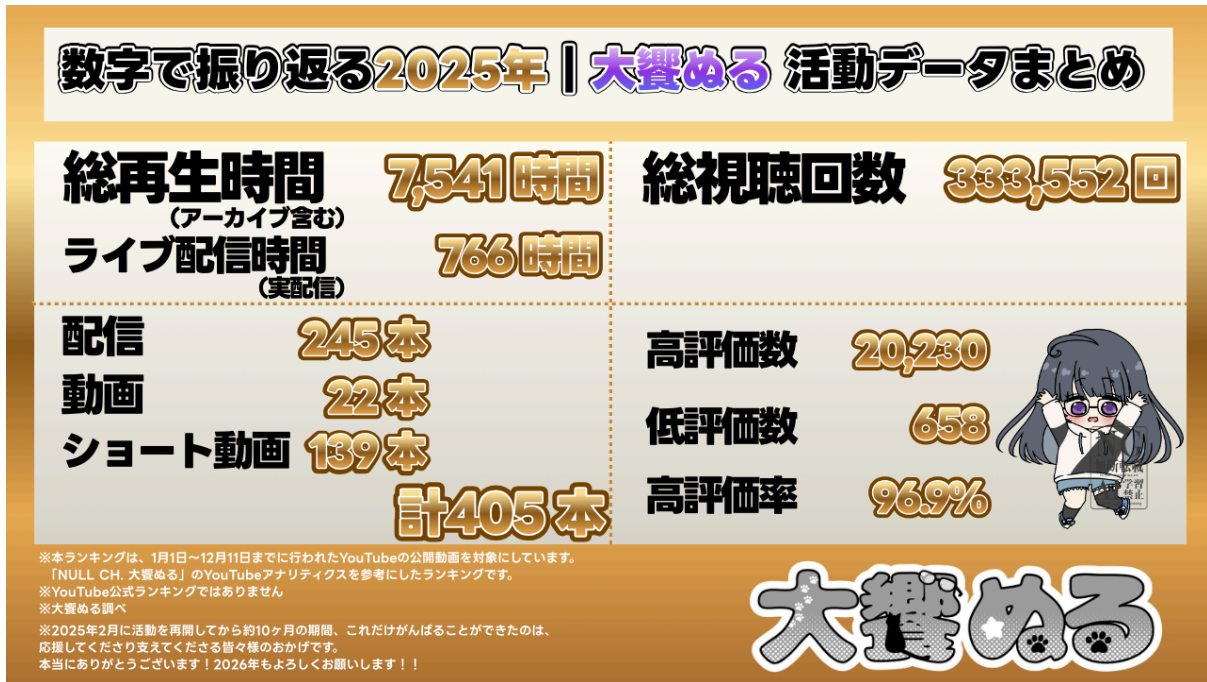 数字で振り返る2025年 | 大饗ぬる 活動データまとめ
総再生時間 7,541時間
(アーカイブ含む)
ライブ配信時間 766時間
(実配信)
総視聴回数 333,552回
配信 245本
動画 22本
ショート動画 139本
計405本
高評価数 20,230
低評価数 658
高評価率 96.9%
※本ランキングは、1月1日~12月11日までに行われたYouTubeの公開動画を対象にしています。
「NULL CH. 大饗ぬる」のYouTubeアナリティクスを参考にしたランキングです。
※YouTube公式ランキングではありません
※大饗ぬる調べ
※2025年2月に活動を再開してから約10ヶ月の期間、これだけがんばることができたのは、
応援してくださり支えてくださる皆々様のおかげです。
本当にありがとうございます!2026年もよろしくお願いします!!
大饗ぬる